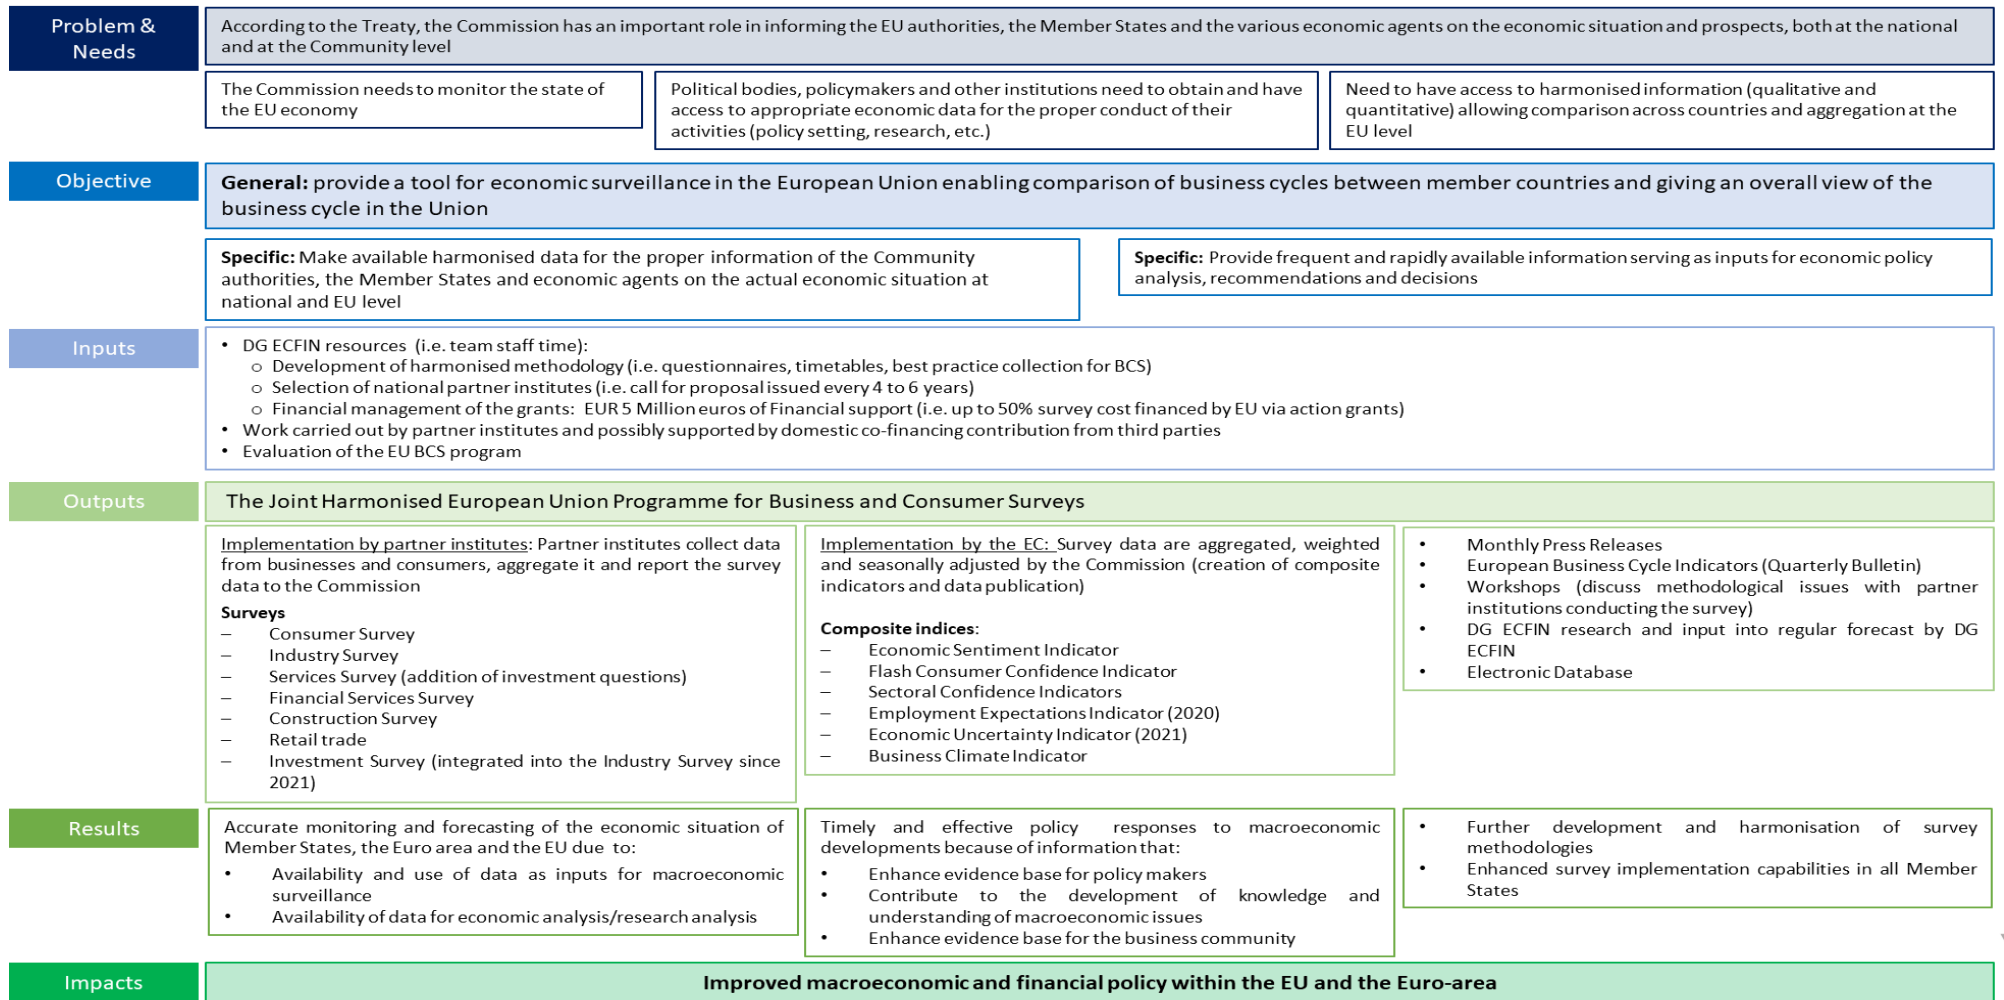 Problem &
Needs
According to the Treaty, the Commission has an important role in informing the EU authorities, the Member States and the various economic agents on the economic situation and prospects, both at the national
and at the Community level
The Commission needs to monitor the state of
the EU economy
Political bodies, policymakers and other institutions need to obtain and have
access to appropriate economic data for the proper conduct of their
activities (policy setting, research, etc.)
Need to have access to harmonised information (qualitative and
quantitative) allowing comparison across countries and aggregation at the
EU level
Objective
General: provide a tool for economic surveillance in the European Union enabling comparison of business cycles between member countries and giving an overall view of the
business cycle in the Union
Specific: Make available harmonised data for the proper information of the Community
authorities, the Member States and economic agents on the actual economic situation at
national and EU level
Specific: Provide frequent and rapidly available information serving as inputs for economic policy
analysis, recommendations and decisions
Inputs
• DG ECFIN resources (i.e. team staff time):
o Development of harmonised methodology (i.e. questionnaires, timetables, best practice collection for BCS)
o Selection of national partner institutes (i.e. call for proposal issued every 4 to 6 years)
o Financial management of the grants: EUR 5 Million euros of Financial support (i.e. up to 50% survey cost financed by EU via action grants)
• Work carried out by partner institutes and possibly supported by domestic co-financing contribution from third parties
• Evaluation of the EU BCS program
Outputs
The Joint Harmonised European Union Programme for Business and Consumer Surveys
Implementation by partner institutes: Partner institutes collect data
from businesses and consumers, aggregate it and report the survey
data to the Commission
Surveys
– Consumer Survey
– Industry Survey
– Services Survey (addition of investment questions)
– Financial Services Survey
– Construction Survey
– Retail trade
– Investment Survey (integrated into the Industry Survey since
2021)
Implementation by the EC: Survey data are aggregated, weighted
and seasonally adjusted by the Commission (creation of composite
indicators and data publication)
Composite indices:
– Economic Sentiment Indicator
– Flash Consumer Confidence Indicator
– Sectoral Confidence Indicators
– Employment Expectations Indicator (2020)
– Economic Uncertainty Indicator (2021)
– Business Climate Indicator
• Monthly Press Releases
• European Business Cycle Indicators (Quarterly Bulletin)
• Workshops (discuss methodological issues with partner
institutions conducting the survey)
• DG ECFIN research and input into regular forecast by DG
ECFIN
• Electronic Database
Results
Accurate monitoring and forecasting of the economic situation of
Member States, the Euro area and the EU due to:
• Availability and use of data as inputs for macroeconomic
surveillance
• Availability of data for economic analysis/research analysis
Timely and effective policy responses to macroeconomic
developments because of information that:
• Enhance evidence base for policy makers
• Contribute to the development of knowledge and
understanding of macroeconomic issues
• Enhance evidence base for the business community
• Further development and harmonisation of survey
methodologies
• Enhanced survey implementation capabilities in all Member
States
Impacts
Improved macroeconomic and financial policy within the EU and the Euro-area